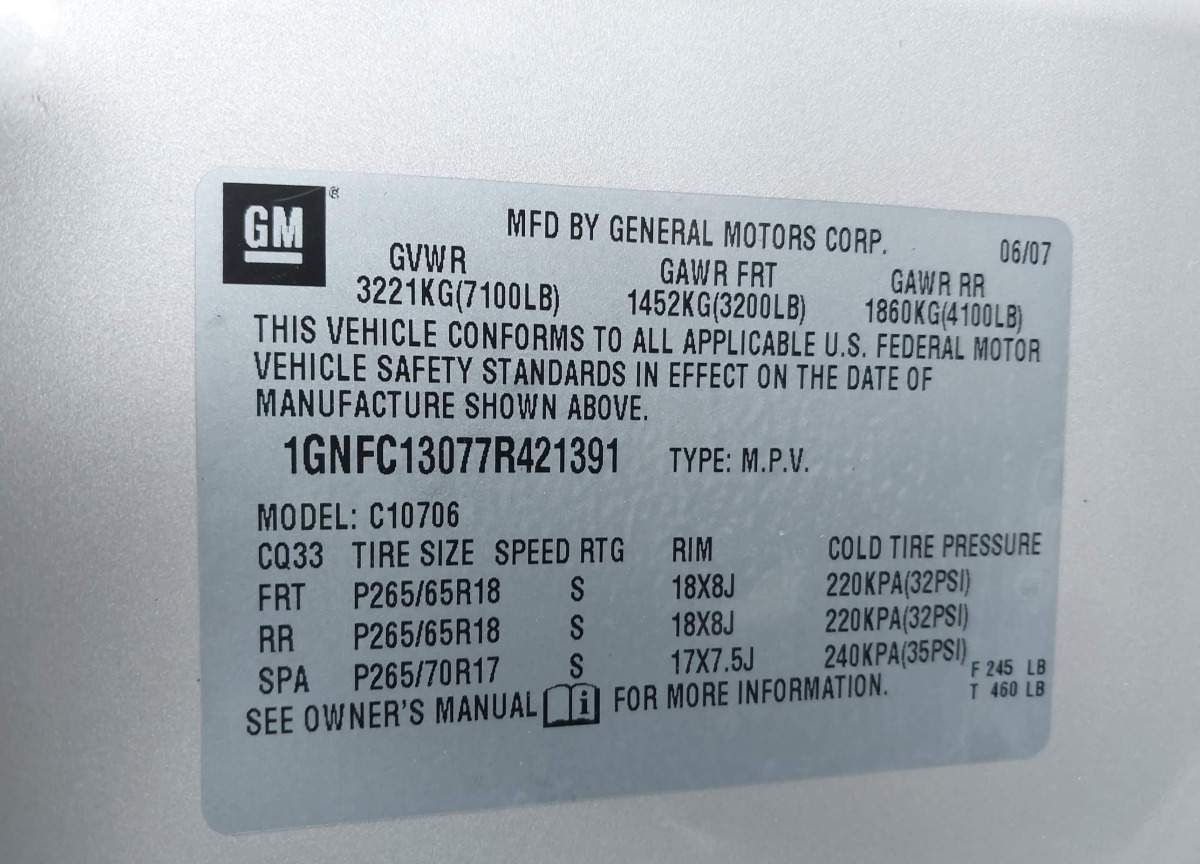 GM®
MFD BY GENERAL MOTORS CORP. 06/07
GVWR GAWR FRT GAWR RR
3221KG(7100LB) 1452KG(3200LB) 1860KG(4100LB)
THIS VEHICLE CONFORMS TO ALL APPLICABLE U.S. FEDERAL MOTOR
VEHICLE SAFETY STANDARDS IN EFFECT ON THE DATE OF
MANUFACTURE SHOWN ABOVE.
1GNFC13077R421391 TYPE: M.P.V.
MODEL: C10706
CQ33 TIRE SIZE SPEED RTG RIM COLD TIRE PRESSURE
FRT P265/65R18 S 18X8J 220KPA(32PSI)
RR P265/65R18 S 18X8J 220KPA(32PSI)
SPA P265/70R17 S 17X7.5J 240KPA(35PSI) F 245 LB
T 460 LB
SEE OWNER'S MANUAL i FOR MORE INFORMATION.